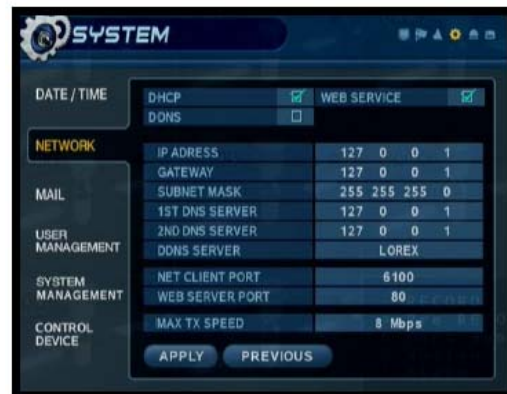 SYSTEM
DATE / TIME
NETWORK
MAIL
USER
MANAGEMENT
SYSTEM
MANAGEMENT
CONTROL
DEVICE
DHCP WEB SERVICE
DDNS
IP ADRESS 127 0 0 1
GATEWAY 127 0 0 1
SUBNET MASK 255 255 255 0
1ST DNS SERVER 127 0 0 1
2ND DNS SERVER 127 0 0 1
DDNS SERVER LOREX
NET CLIENT PORT 6100
WEB SERVER PORT 80
MAX TX SPEED 8 Mbps
APPLY PREVIOUS